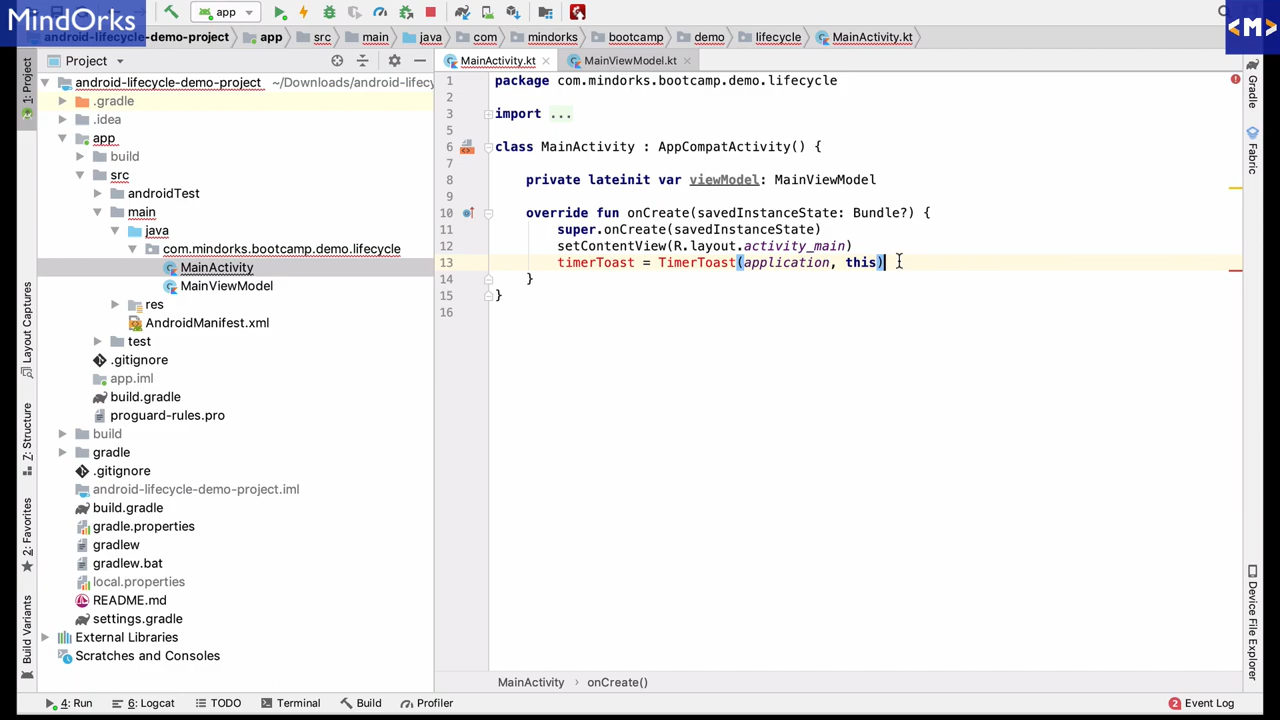 MindOrks
app
<M>
android-lifecycle-demo-project
app
src
main
java
com
mindorks
bootcamp
demo
lifecycle
MainActivity.kt
1: Project
Project
MainActivity.kt
MainViewModel.kt
Gradle
android-lifecycle-demo-project ~/Downloads/android-lifecy
.gradle
.idea
app
build
src
androidTest
main
java
com.mindorks.bootcamp.demo.lifecycle
MainActivity
MainViewModel
res
AndroidManifest.xml
test
.gitignore
app.iml
build.gradle
proguard-rules.pro
build
gradle
.gitignore
android-lifecycle-demo-project.iml
build.gradle
gradle.properties
gradlew
gradlew.bat
local.properties
README.md
settings.gradle
External Libraries
Scratches and Consoles
Layout Captures
7: Structure
2: Favorites
Build Variants
1 package com.mindorks.bootcamp.demo.lifecycle
2
3 import ...
5
6 class MainActivity : AppCompatActivity() {
7
8 private lateinit var viewModel: MainViewModel
9
10 override fun onCreate(savedInstanceState: Bundle?) {
11 super.onCreate(savedInstanceState)
12 setContentView(R.layout.activity_main)
13 timerToast = TimerToast(application, this)
14 }
15 }
16
Fabric
Device File Explorer
MainActivity
onCreate()
4: Run
6: Logcat
TODO
Terminal
Build
Profiler
2 Event Log